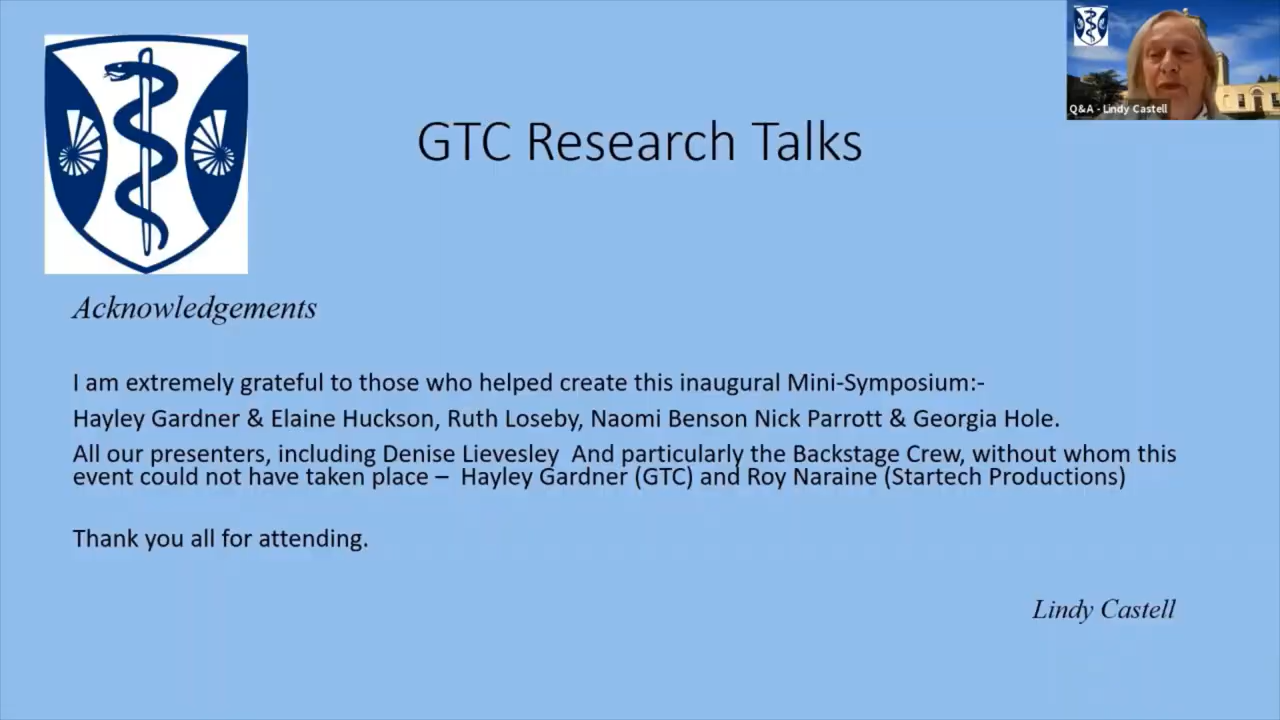 Q&A - Lindy Castell
GTC Research Talks
Acknowledgements
I am extremely grateful to those who helped create this inaugural Mini-Symposium:-
Hayley Gardner & Elaine Huckson, Ruth Loseby, Naomi Benson Nick Parrott & Georgia Hole.
All our presenters, including Denise Lievesley  And particularly the Backstage Crew, without whom this
event could not have taken place –  Hayley Gardner (GTC) and Roy Naraine (Startech Productions)
Thank you all for attending.
Lindy Castell